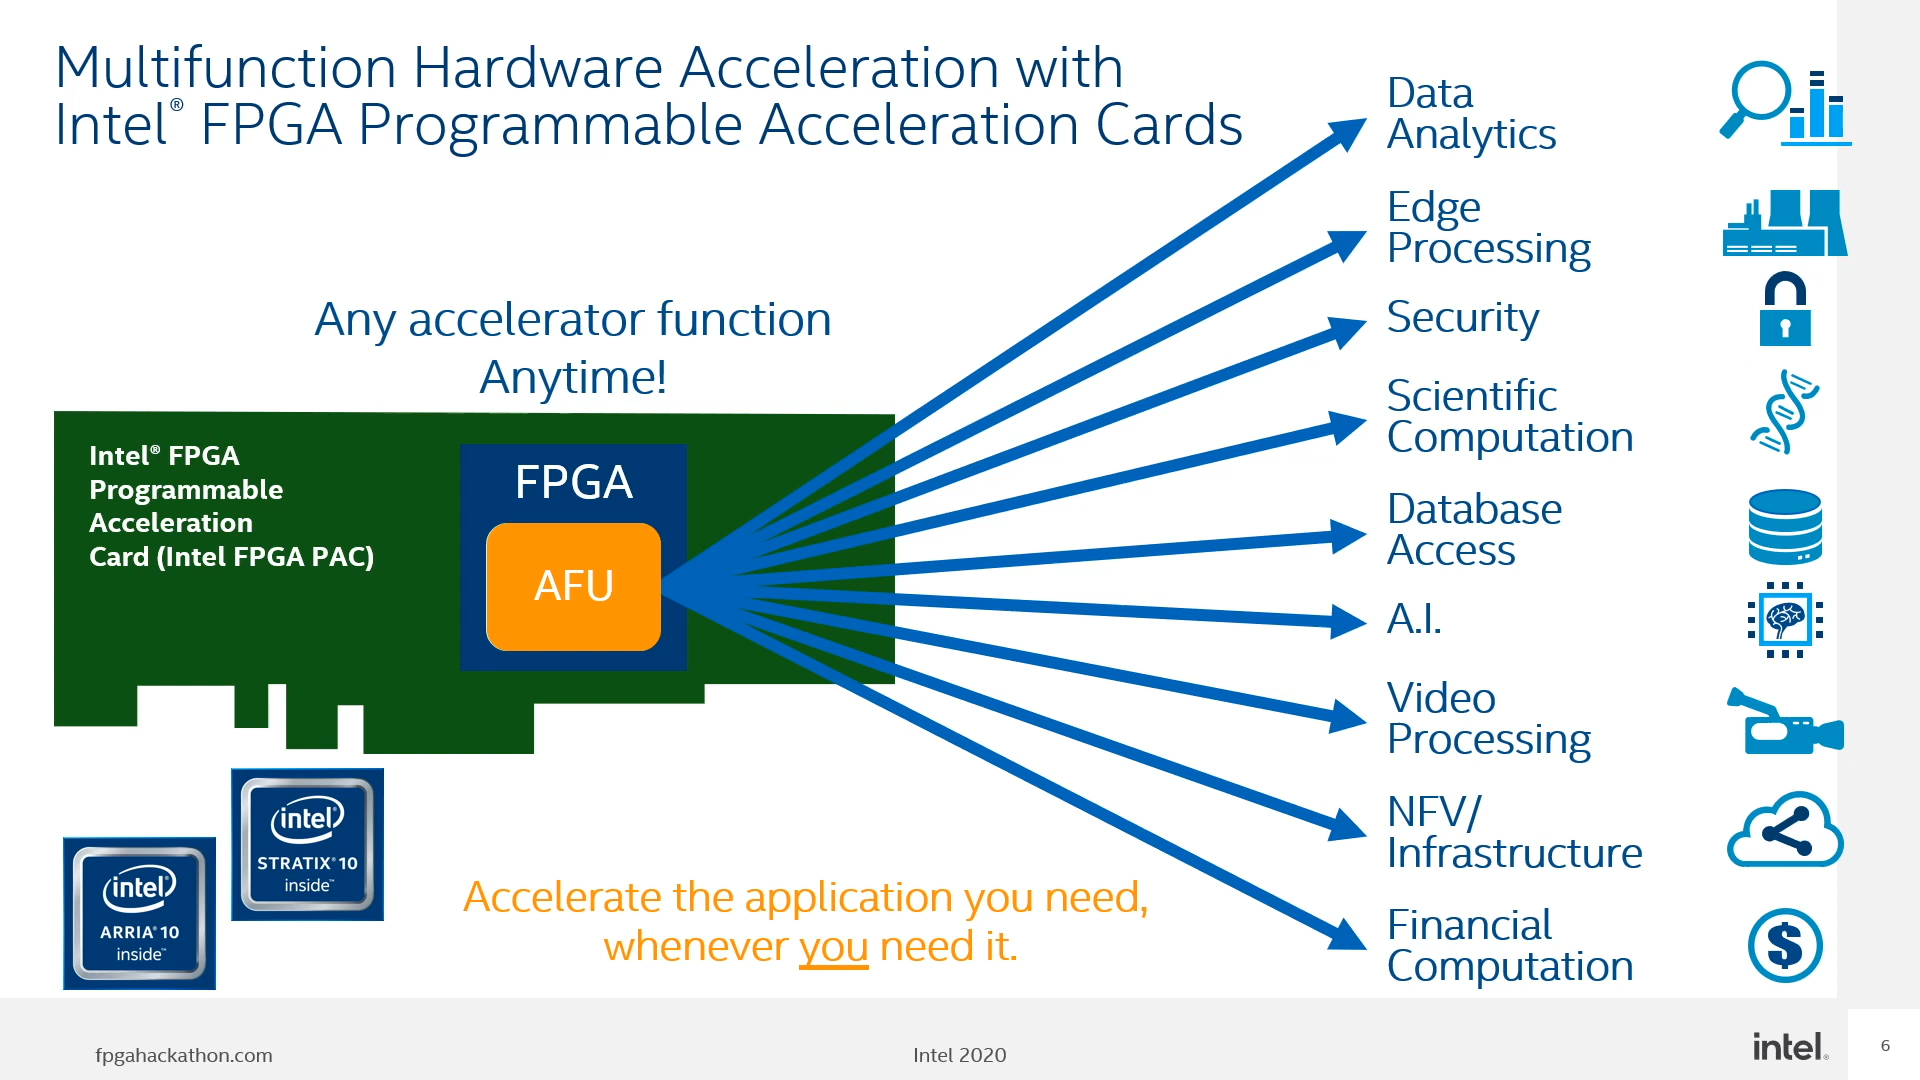 Multifunction Hardware Acceleration with
Intel® FPGA Programmable Acceleration Cards
Any accelerator function
Anytime!
Intel® FPGA
Programmable
Acceleration
Card (Intel FPGA PAC)
FPGA
AFU
Data
Analytics
Edge
Processing
Security
Scientific
Computation
Database
Access
A.I.
Video
Processing
NFV/
Infrastructure
Financial
Computation
$
intel®
STRATIX® 10
inside™
intel®
ARRIA® 10
inside™
Accelerate the application you need,
whenever you need it.
fpgahackathon.com
Intel 2020
intel®
6